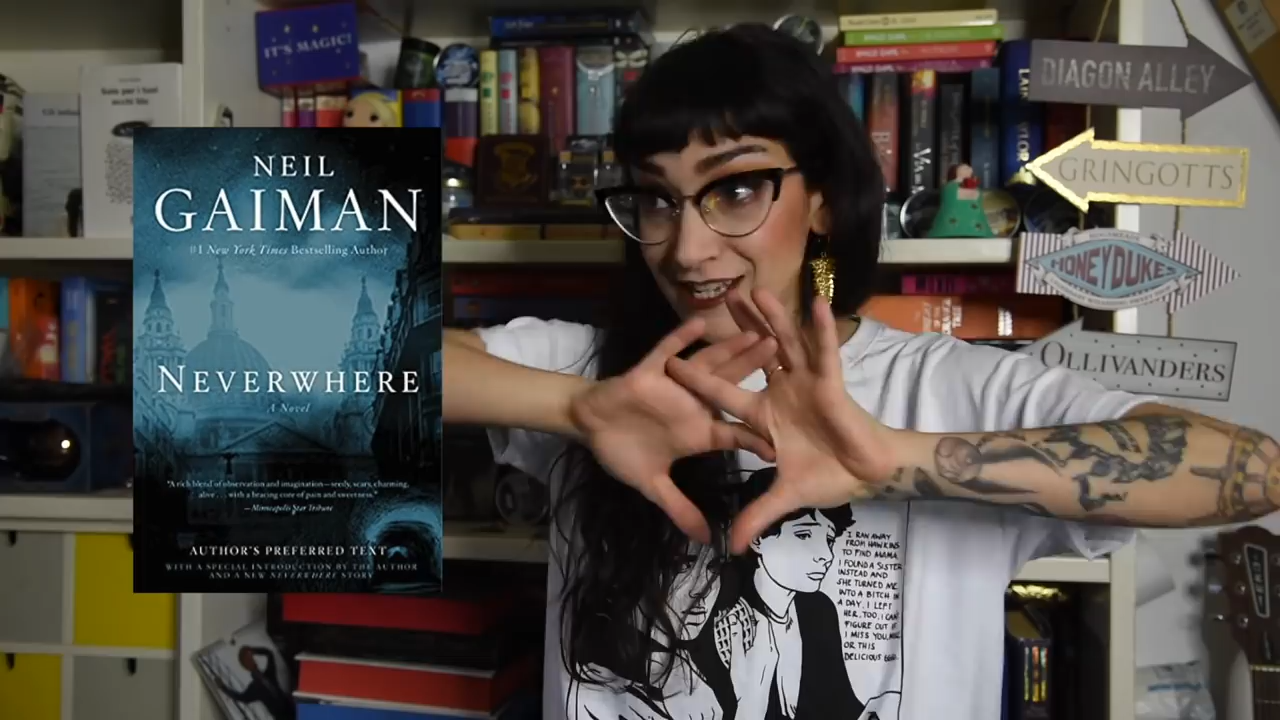 IT'S MAGIC!
NEIL
GAIMAN
#1 New York Times Bestselling Author
NEVERWHERE
A Novel
"A rich blend of observation and imagination—seedy, scary, charming,
alive . . . with a bracing core of pain and sweetness."
—Minneapolis Star Tribune
AUTHOR'S PREFERRED TEXT
WITH A SPECIAL INTRODUCTION BY THE AUTHOR
AND A NEW NEVERWHERE STORY
DIAGON ALLEY
GRINGOTTS
HONEYDUKES
OLLIVANDERS
I RAN AWAY
FROM HAWKINS
TO FIND MAMA.
I FOUND A SISTER
INSTEAD AND
SHE TURNED ME
INTO A BITCH IN
A DAY. I LEFT
HER, TOO. I CAN'
FIGURE OUT IF
I MISS YOU,
OR THIS
DELICIOUS